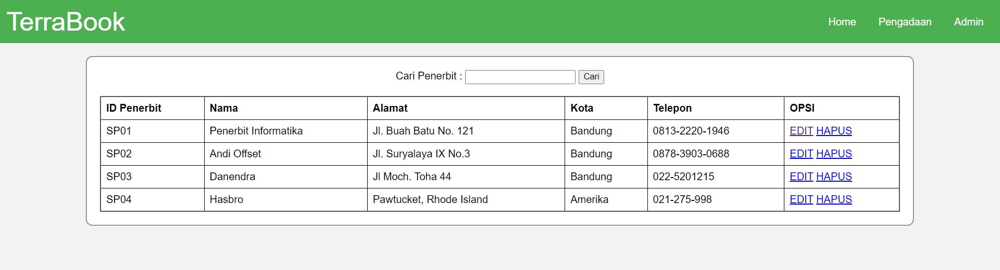 TerraBook Home Pengadaan Admin
Cari Penerbit : Cari
ID Penerbit Nama Alamat Kota Telepon OPSI
SP01 Penerbit Informatika Jl. Buah Batu No. 121 Bandung 0813-2220-1946 EDIT HAPUS
SP02 Andi Offset Jl. Suryalaya IX No.3 Bandung 0878-3903-0688 EDIT HAPUS
SP03 Danendra Jl Moch. Toha 44 Bandung 022-5201215 EDIT HAPUS
SP04 Hasbro Pawtucket, Rhode Island Amerika 021-275-998 EDIT HAPUS